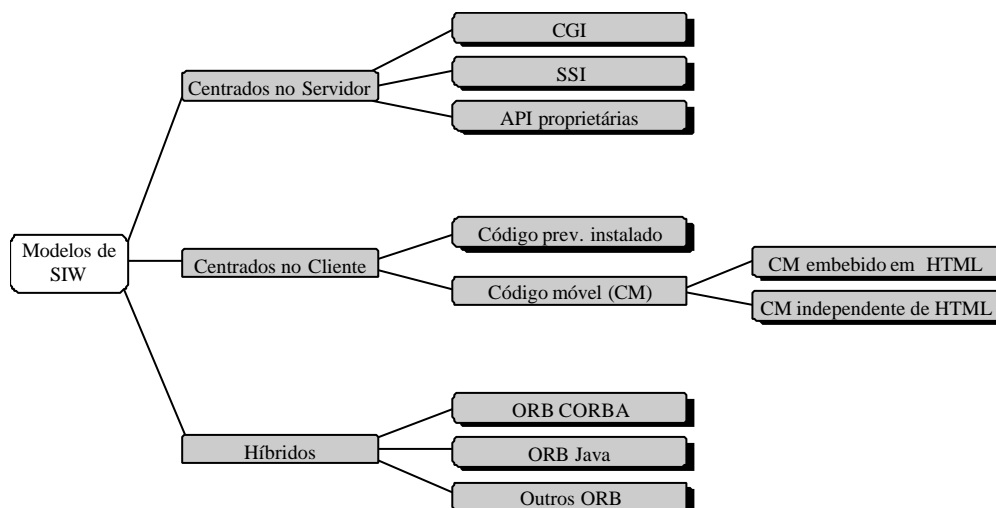 Modelos de
SIW
Centrados no Servidor
CGI
SSI
API proprietárias
Centrados no Cliente
Código prev. instalado
Código móvel (CM)
CM embebido em HTML
CM independente de HTML
Híbridos
ORB CORBA
ORB Java
Outros ORB